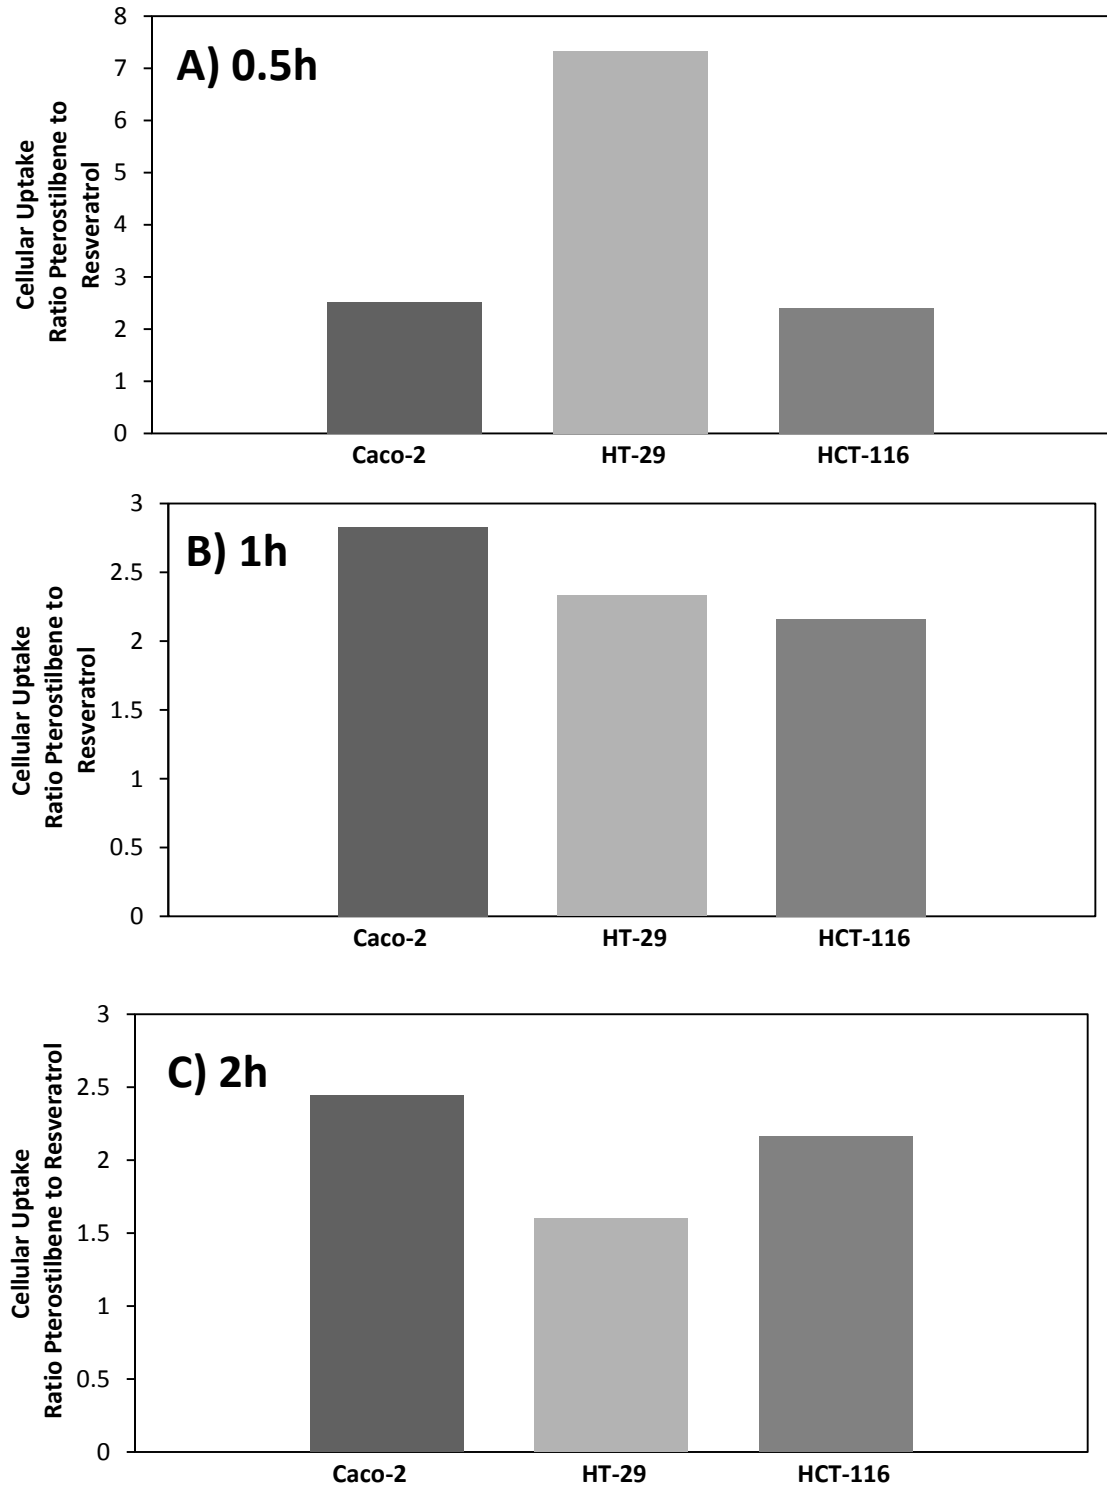 Cellular Uptake
Ratio Pterostilbene to
Resveratrol
A) 0.5h
8
7
6
5
4
3
2
1
0
Caco-2 HT-29 HCT-116
Cellular Uptake
Ratio Pterostilbene to
Resveratrol
B) 1h
3
2.5
2
1.5
1
0.5
0
Caco-2 HT-29 HCT-116
Cellular Uptake
Ratio Pterostilbene to Resveratrol
C) 2h
3
2.5
2
1.5
1
0.5
0
Caco-2 HT-29 HCT-116